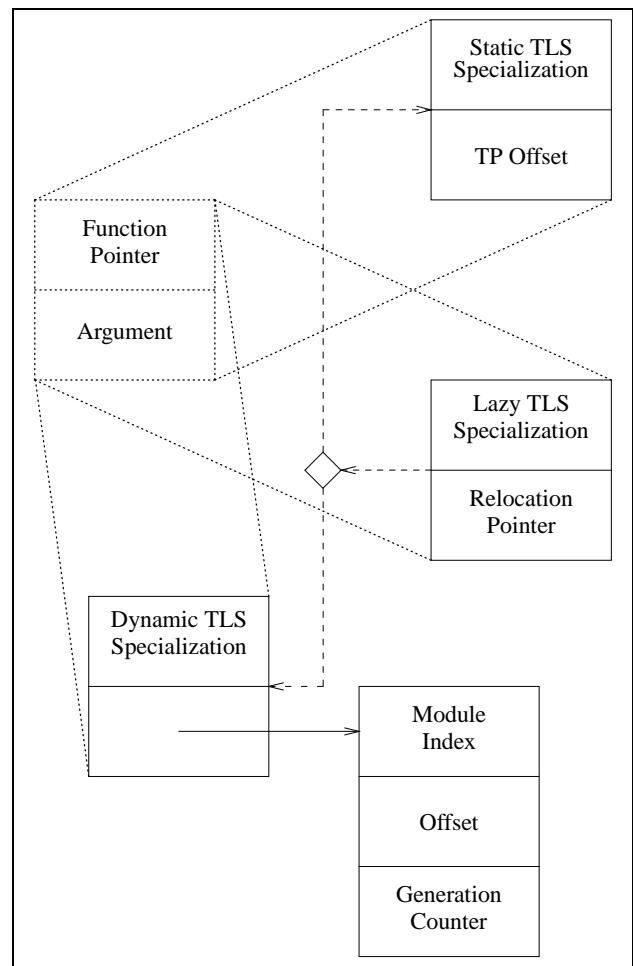 Static TLS
Specialization
TP Offset
Function
Pointer
Argument
Lazy TLS
Specialization
Relocation
Pointer
Dynamic TLS
Specialization
Module
Index
Offset
Generation
Counter